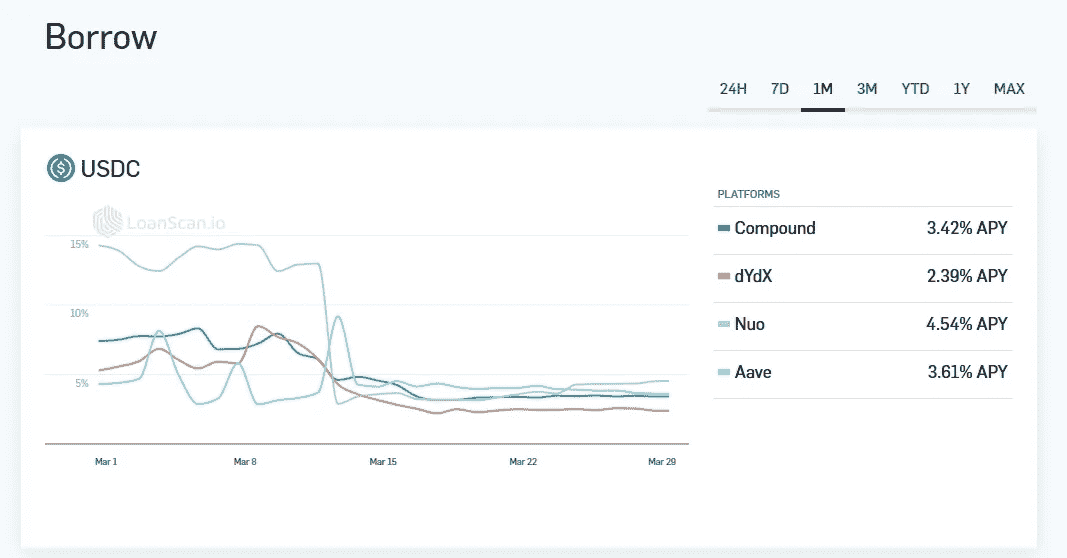 Borrow
24H 7D 1M 3M YTD 1Y MAX
$ USDC
LoanScan.io
15%
10%
5%
Mar 1 Mar 8 Mar 15 Mar 22 Mar 29
PLATFORMS
Compound 3.42% APY
dYdX 2.39% APY
Nuo 4.54% APY
Aave 3.61% APY